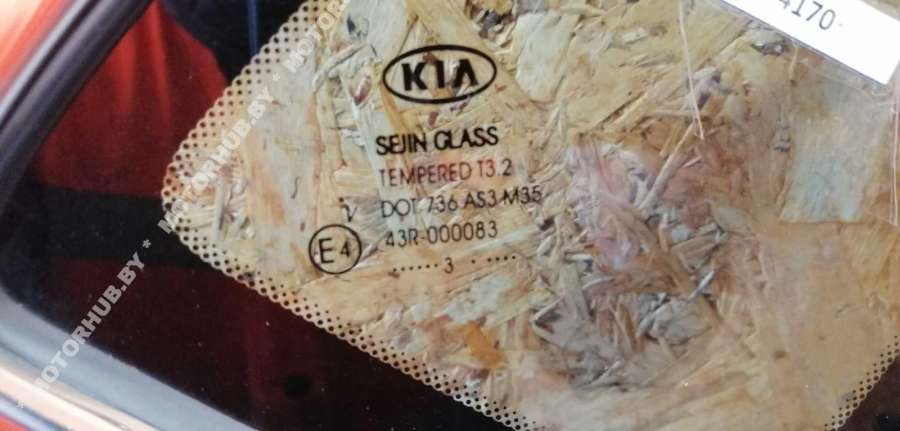 4170
KIA
SEJIN GLASS
TEMPERED T3.2
DOT 736 AS3 M35
E4 43R-000083
...... 3 .....
* MOTORHUB.BY * MOTORHUB.BY * MOTORHUB.BY